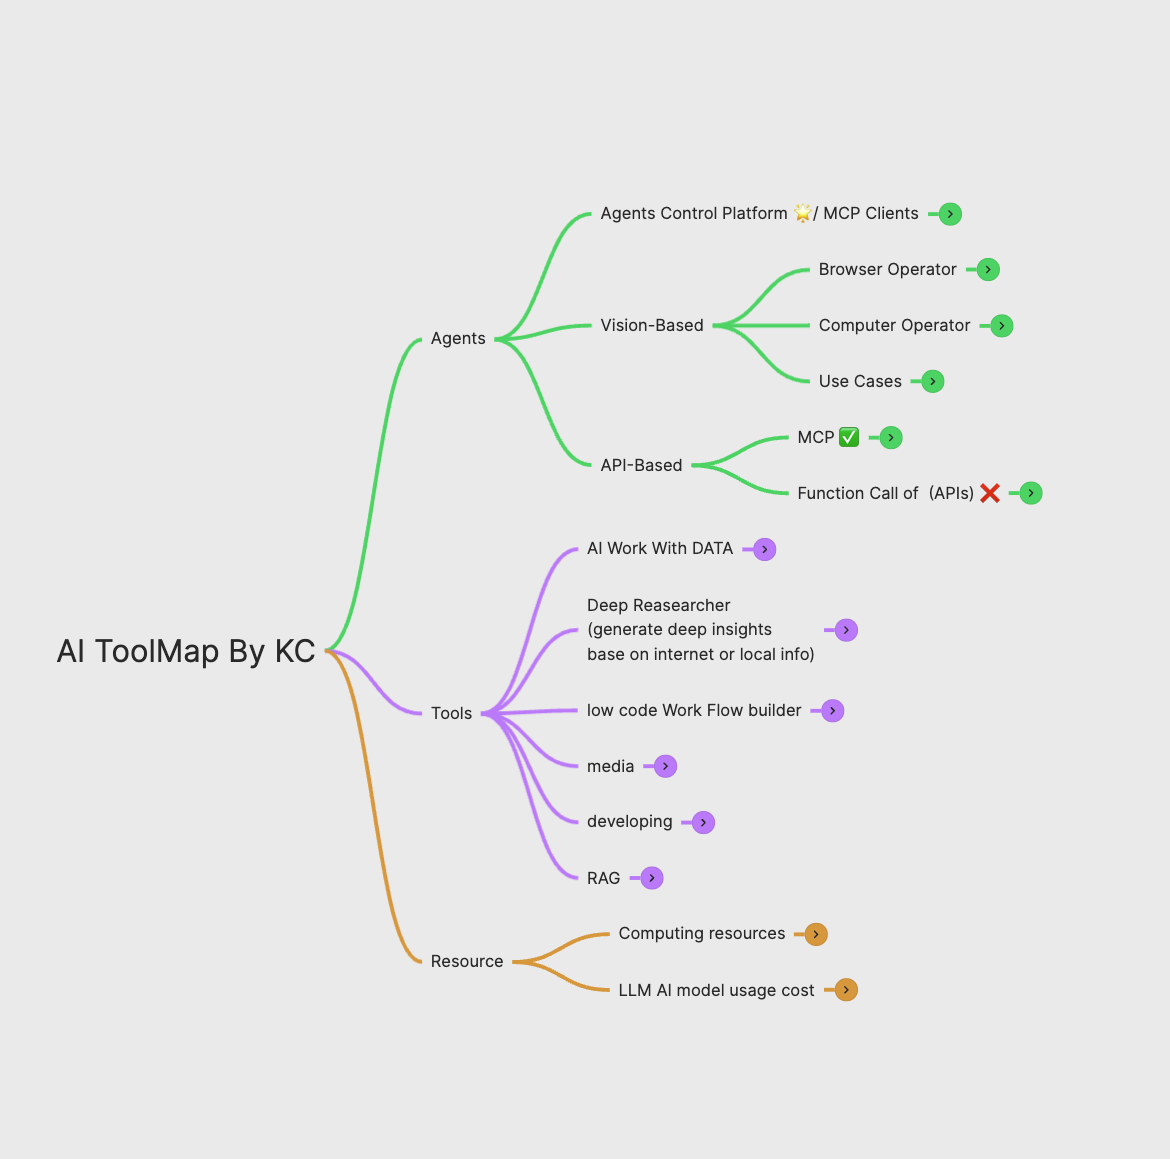 Agents Control Platform 🌟/ MCP Clients
Browser Operator
Vision-Based
Computer Operator
Agents
Use Cases
MCP ✅
API-Based
Function Call of  (APIs) ❌
AI Work With DATA
Deep Reasearcher
(generate deep insights
base on internet or local info)
AI ToolMap By KC
Tools
low code Work Flow builder
media
developing
RAG
Computing resources
Resource
LLM AI model usage cost